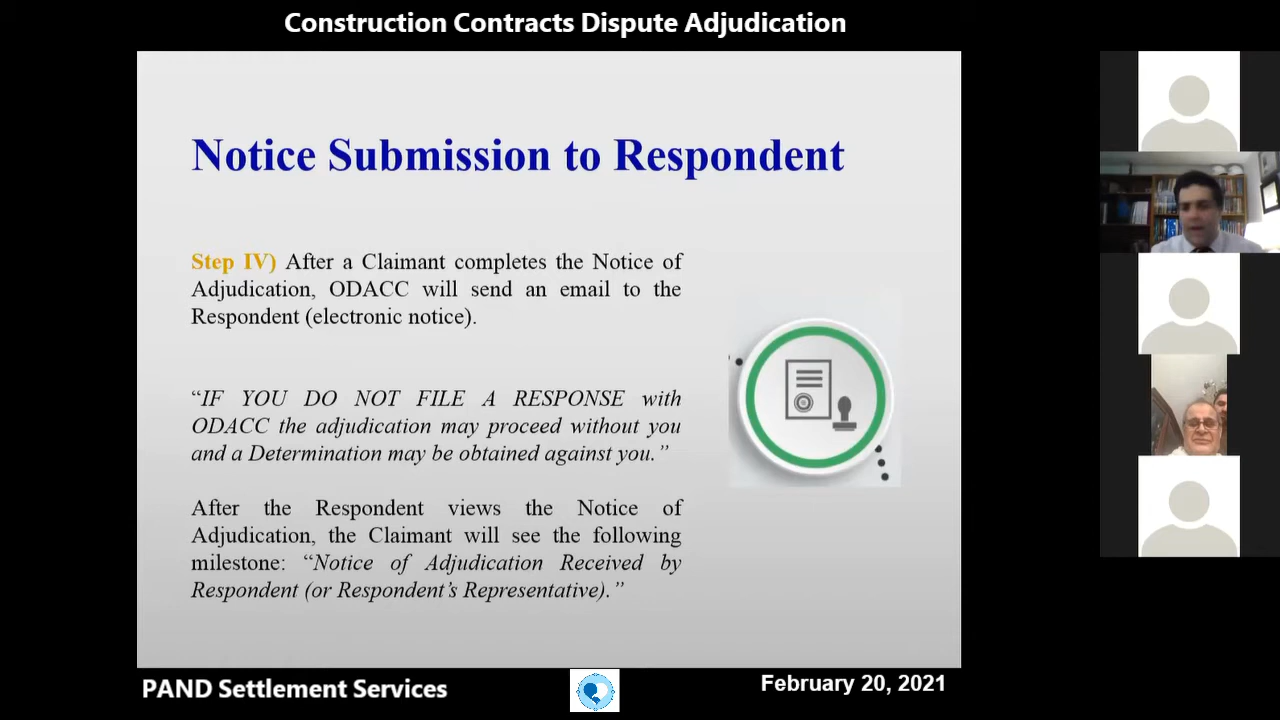 Construction Contracts Dispute Adjudication
Notice Submission to Respondent
Step IV) After a Claimant completes the Notice of
Adjudication, ODACC will send an email to the
Respondent (electronic notice).
“IF YOU DO NOT FILE A RESPONSE with
ODACC the adjudication may proceed without you
and a Determination may be obtained against you.”
After the Respondent views the Notice of
Adjudication, the Claimant will see the following
milestone: “Notice of Adjudication Received by
Respondent (or Respondent’s Representative).”
PAND Settlement Services
February 20, 2021